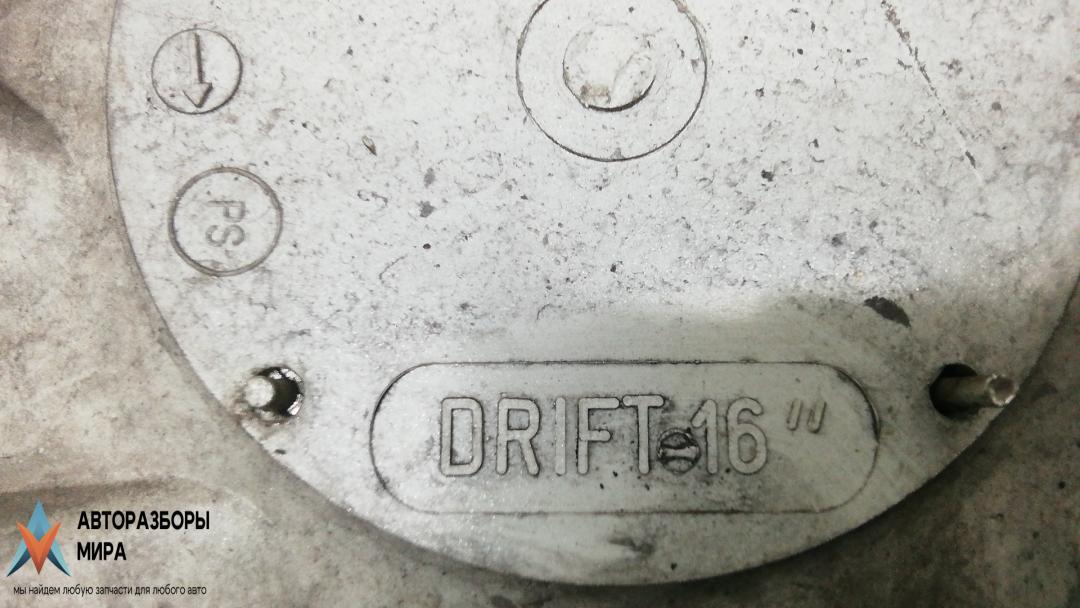 PS
DRIFT 16"
АВТОРАЗБОРЫ
МИРА
мы найдем любую запчасти для любого авто